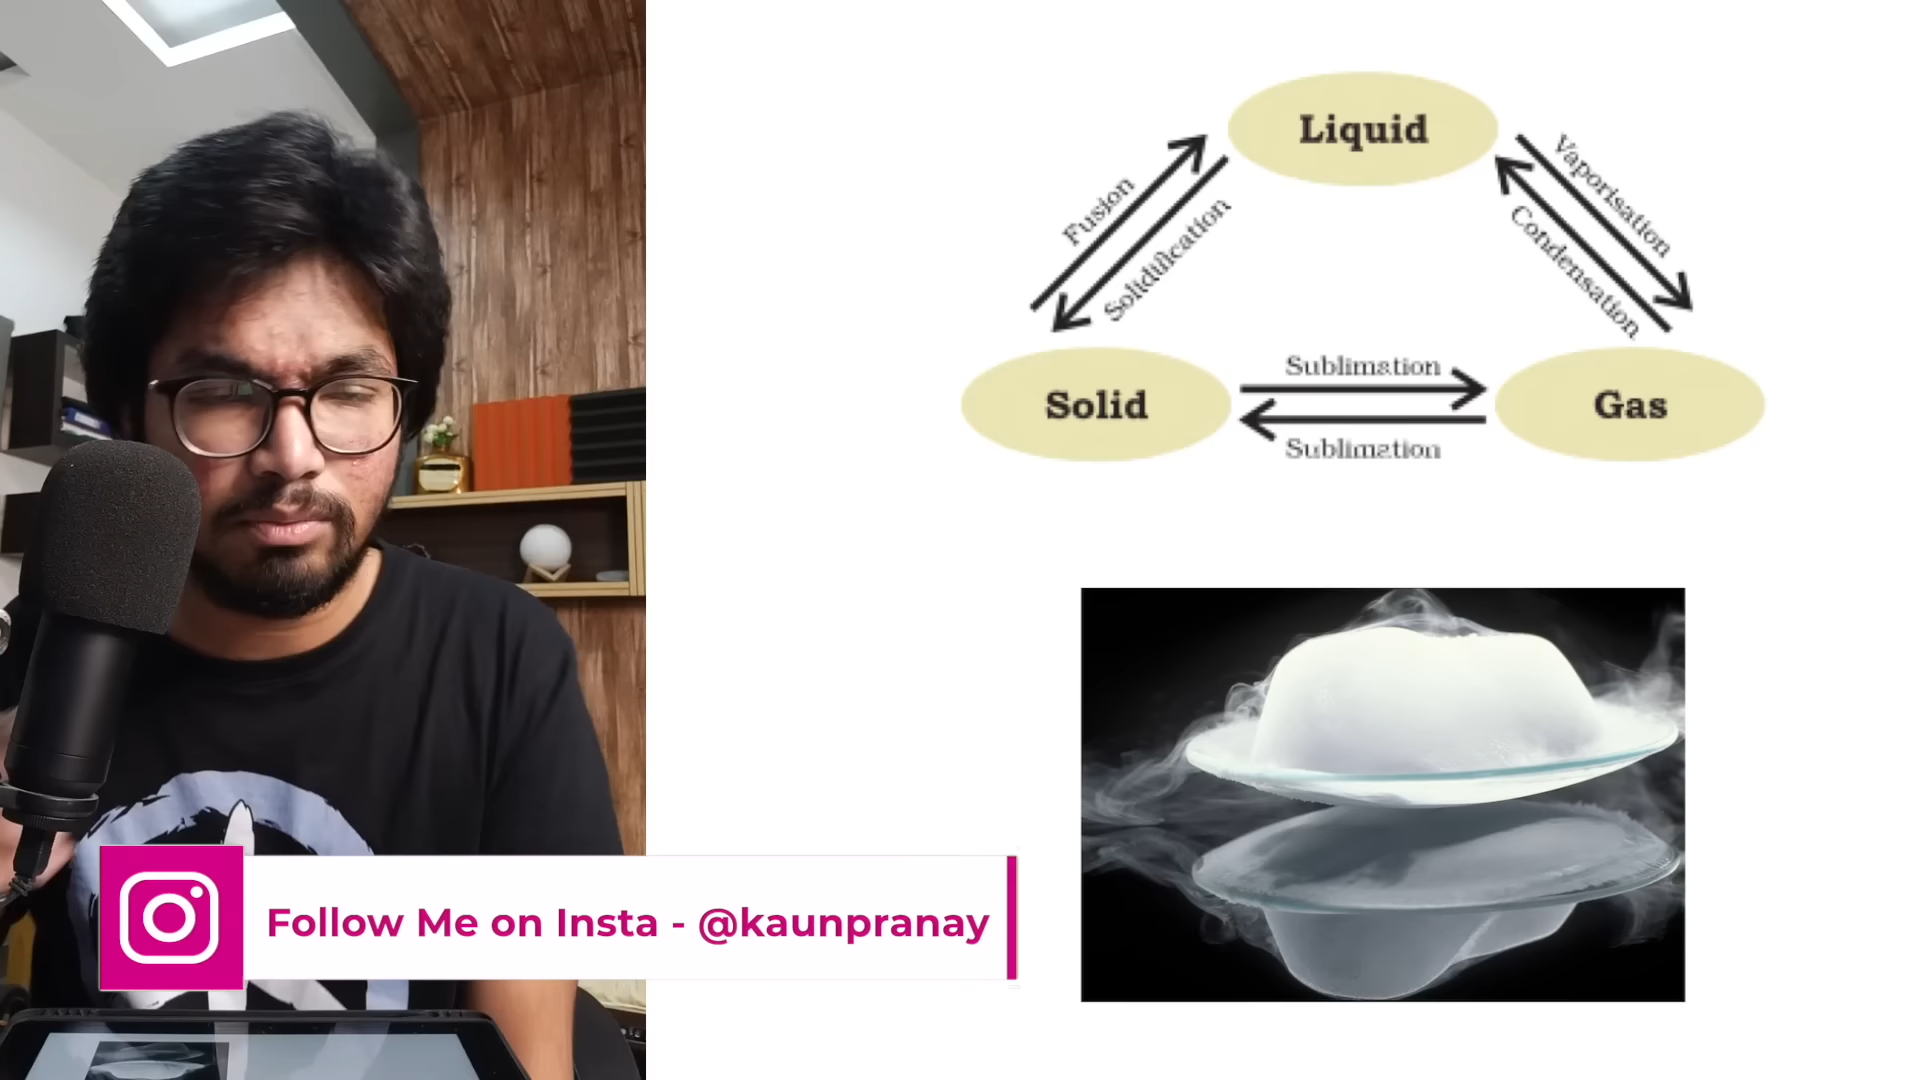 Liquid
Fusion
Solidification
Vaporisation
Condensation
Solid
Sublimation
Gas
Sublimation
Follow Me on Insta - @kaunpranay